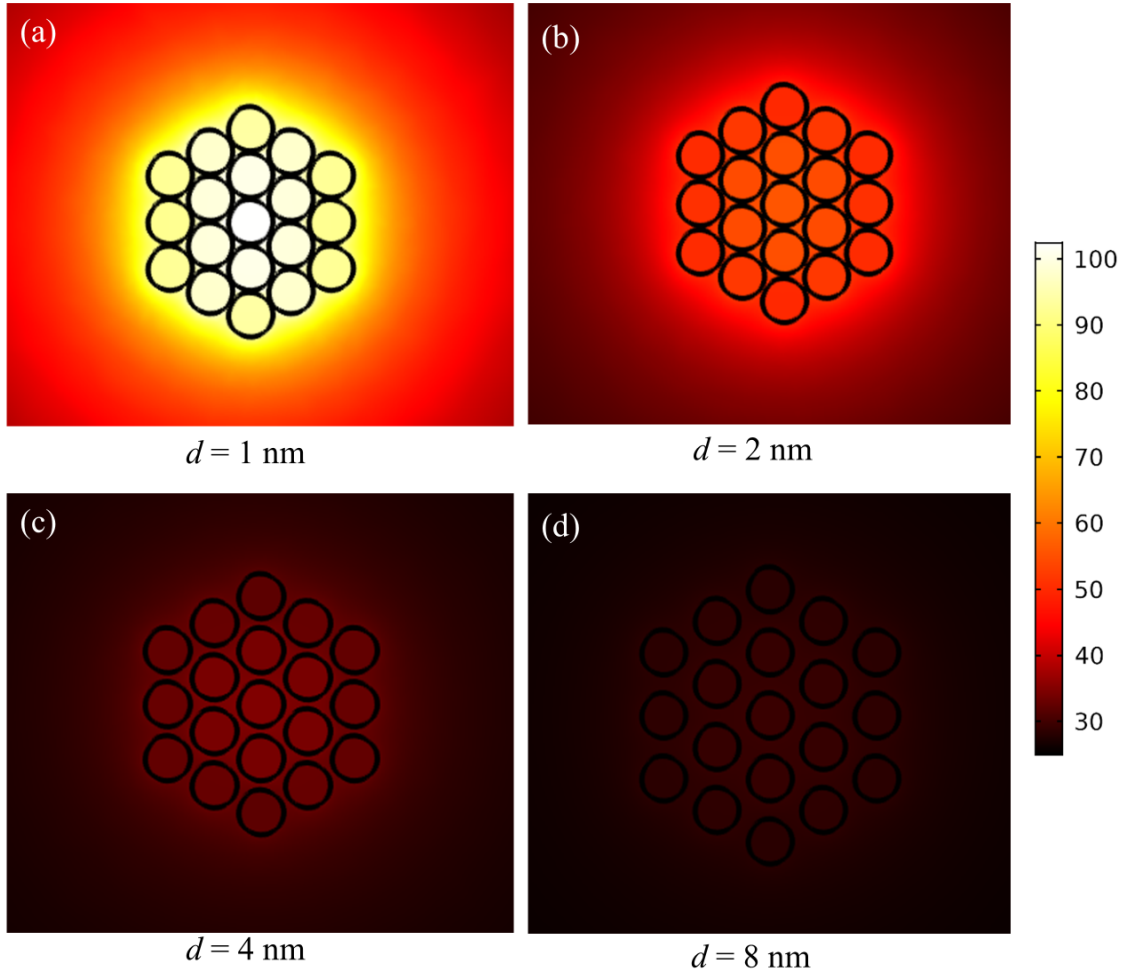 (a)
(b)
d = 1 nm
d = 2 nm
100
90
80
70
60
50
40
30
(c)
(d)
d = 4 nm
d = 8 nm